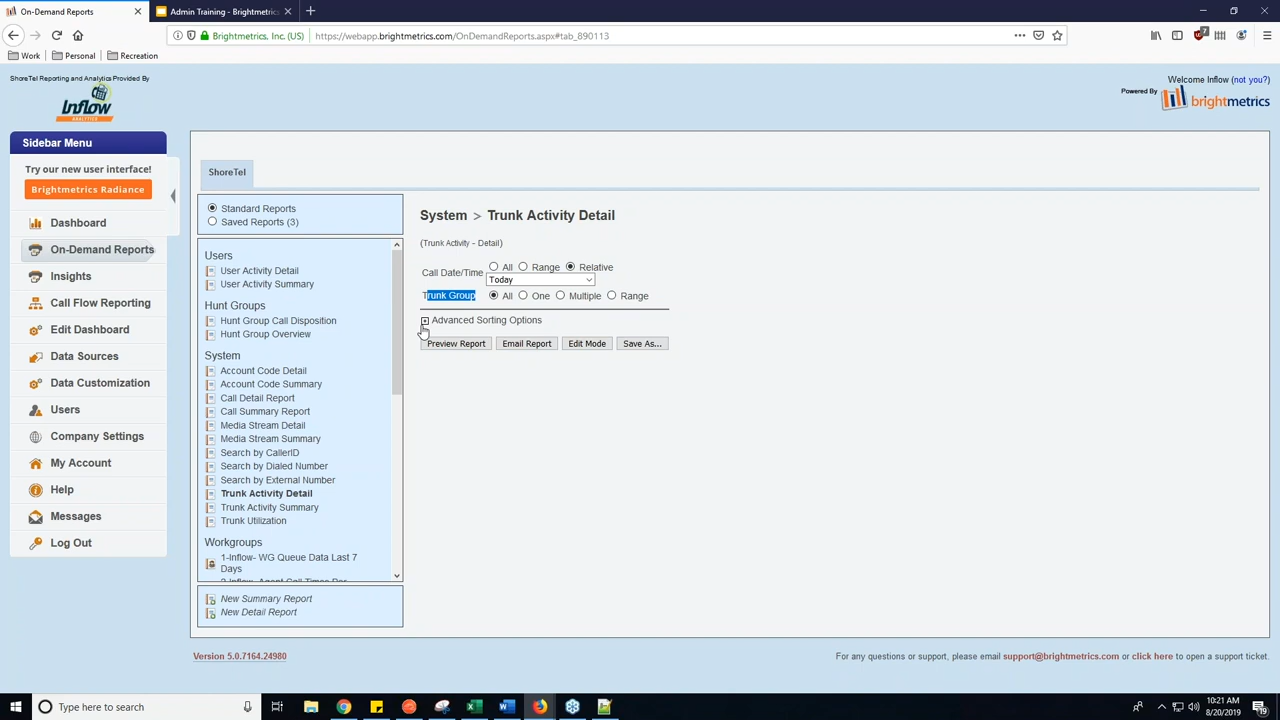 On-Demand Reports
Admin Training - Brightmetrics
Brightmetrics, Inc. (US)
https://webapp.brightmetrics.com/OnDemandReports.aspx#tab_890113
7
Work
Personal
Recreation
ShoreTel Reporting and Analytics Provided By
Inflow
ANALYTICS
Welcome Inflow (not you?)
Powered By
brightmetrics
Sidebar Menu
Try our new user interface!
Brightmetrics Radiance
Dashboard
On-Demand Reports
Insights
Call Flow Reporting
Edit Dashboard
Data Sources
Data Customization
Users
Company Settings
My Account
Help
Messages
Log Out
ShoreTel
Standard Reports
Saved Reports (3)
Users
User Activity Detail
User Activity Summary
Hunt Groups
Hunt Group Call Disposition
Hunt Group Overview
System
Account Code Detail
Account Code Summary
Call Detail Report
Call Summary Report
Media Stream Detail
Media Stream Summary
Search by CallerID
Search by Dialed Number
Search by External Number
Trunk Activity Detail
Trunk Activity Summary
Trunk Utilization
Workgroups
1-Inflow- WG Queue Data Last 7
Days
2-Inflow- Agent Call Times Per
New Summary Report
New Detail Report
System > Trunk Activity Detail
(Trunk Activity - Detail)
Call Date/Time
All
Range
Relative
Today
Trunk Group
All
One
Multiple
Range
Advanced Sorting Options
Preview Report
Email Report
Edit Mode
Save As...
Version 5.0.7164.24980
For any questions or support, please email support@brightmetrics.com or click here to open a support ticket.
Type here to search
10:21 AM
8/20/2019
19